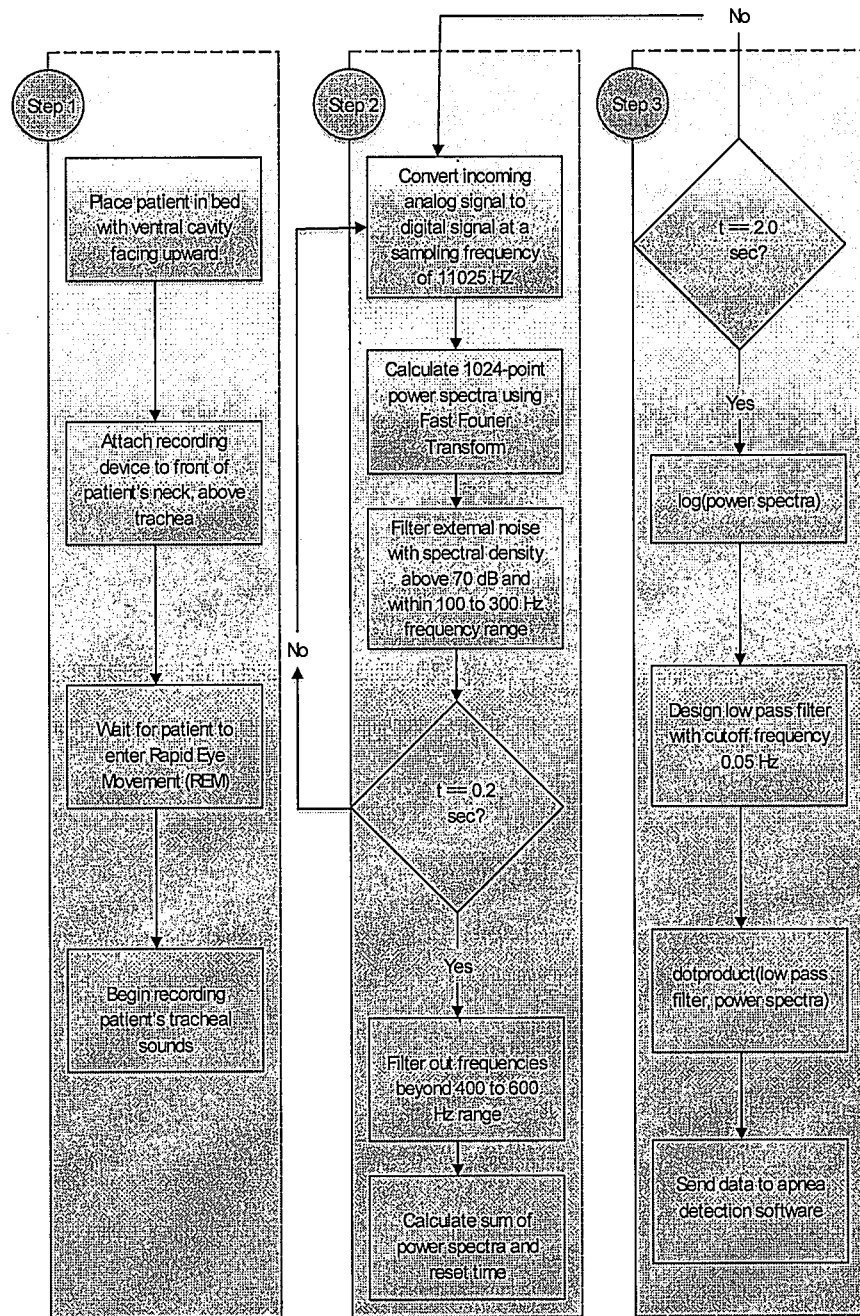 No
Step 1
Place patient in bed
with ventral cavity
facing upward
Attach recording
device to front of
patient's neck, above
trachea
Wait for patient to
enter Rapid Eye
Movement (REM)
Begin recording
patient's tracheal
sounds
Step 2
Convert incoming
analog signal to
digital signal at a
sampling frequency
of 11025 HZ
Calculate 1024-point
power spectra using
Fast Fourier
Transform
Filter external noise
with spectral density
above 70 dB and
within 100 to 300 Hz
frequency range
No
t == 0.2
sec?
Yes
Filter out frequencies
beyond 400 to 600
Hz range
Calculate sum of
power spectra and
reset time
Step 3
t == 2.0
sec?
Yes
log(power spectra)
Design low pass filter
with cutoff frequency
0.05 Hz
dotproduct(low pass
filter, power spectra)
Send data to apnea
detection software